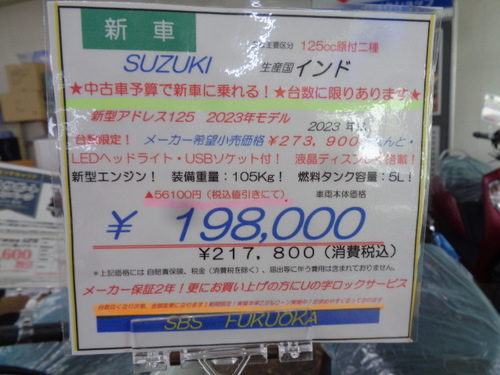 新車
主要区分 125cc原付二種
SUZUKI 生産国 インド
★中古車予算で新車に乗れる！★台数に限りあります★
新型アドレス125 2023年モデル 2023年
台数限定！ メーカー希望小売価格¥273,900なんと・
LEDヘッドライト・USBソケット付！ 液晶ディスプレイ搭載！
新型エンジン！ 装備重量：105Kg！ 燃料タンク容量：5L！
▲56100円（税込値引きにて） 車両本体価格
¥ 198,000
¥217,800（消費税込）
*上記価格には 自賠責保険、税金（消費税を除く）、届出等に伴う費用は含まれておりません。
メーカー保証2年！更にお買い上げの方にU の字ロックサービス
SBS FUKUOKA